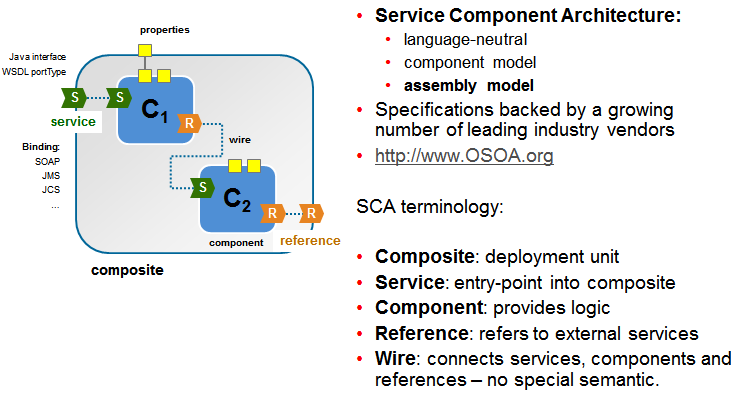 properties
Java interface
WSDL portType
S
S
C1
service
R
wire
Binding:
SOAP
JMS
JCS
...
S
C2
R
R
component
reference
composite
• Service Component Architecture:
• language-neutral
• component model
• assembly model
• Specifications backed by a growing
number of leading industry vendors
• http://www.OSOA.org
SCA terminology:
• Composite: deployment unit
• Service: entry-point into composite
• Component: provides logic
• Reference: refers to external services
• Wire: connects services, components and
references – no special semantic.